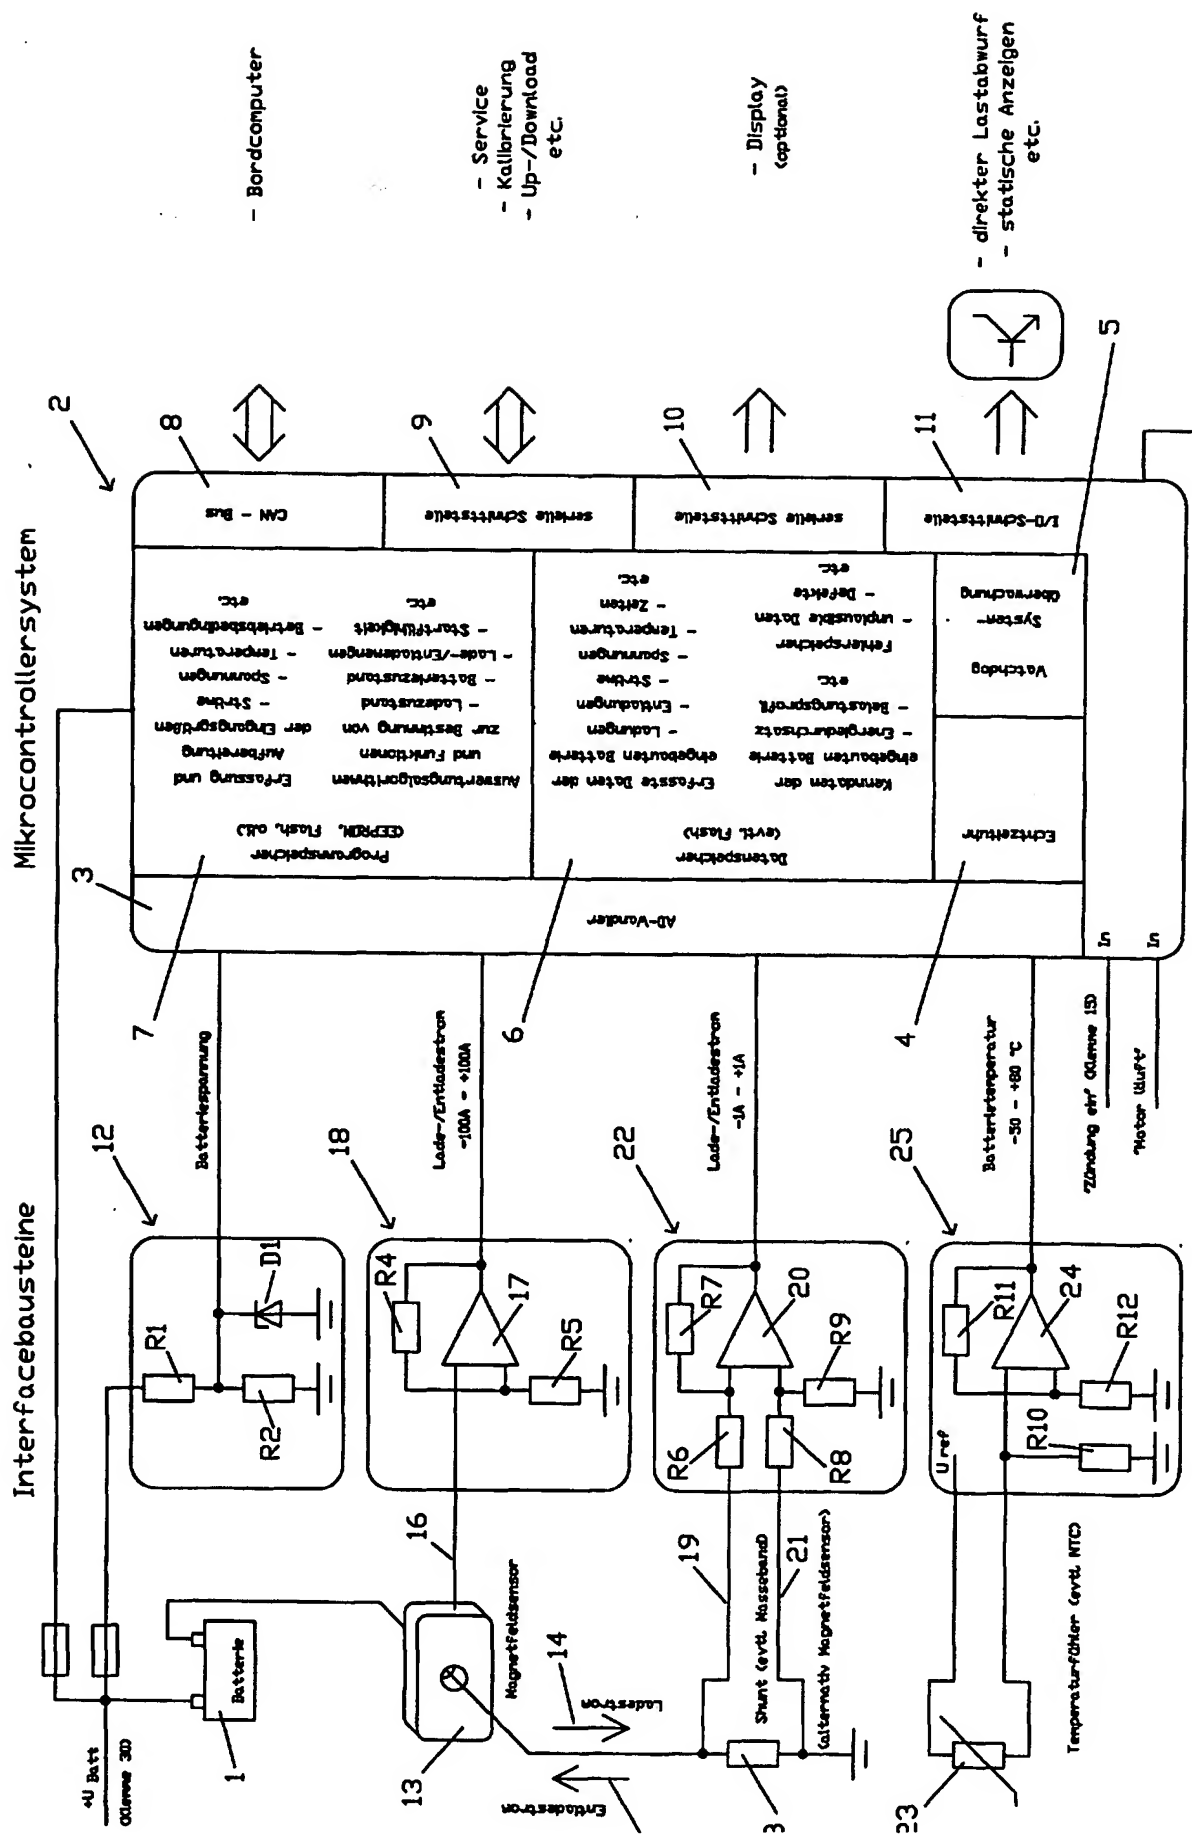 Interfacebausteine
Mikrocontrollersystem
2
+U Batt
(Klemme 30)
1
Batterie
12
R1
R2
D1
Batteriespannung
3
7
AD-Wandler
Programmspeicher
(EEPROM, Flash, o.ä.)
Erfassung und
Aufbereitung
der Eingangsgrößen
- Ströme
- Spannungen
- Temperaturen
- Betriebsbedingungen
etc.
Auswertungsalgorithmen
und Funktionen
zur Bestimmung von
- Ladezustand
- Batteriezustand
- Lade-/Entlademengen
- Startfähigkeit
etc.
8
CAN - Bus
- Bordcomputer
13
Magnetfeldsensor
16
18
R4
17
R5
Lade-/Entladestrom
-100A - +100A
9
serielle Schnittstelle
- Service
- Kalibrierung
- Up-/Download
etc.
14
Ladestrom
Entladestrom
6
Datenspeicher
(evtl. Flash)
Erfasste Daten der
eingebauten Batterie
- Ladungen
- Entladungen
- Ströme
- Spannungen
- Temperaturen
- Zeiten
etc.
Kenndaten der
eingebauten Batterie
- Energiedurchsatz
- Belastungsprofil
etc.
Fehlerspeicher
- unplausible Daten
- Defekte
etc.
10
serielle Schnittstelle
- Display
(optional)
19
21
Shunt (evtl. Masseband)
(alternativ Magnetfeldsensor)
22
R6
R7
R8
R9
20
Lade-/Entladestrom
-1A - +1A
4
Echtzeituhr
Watchdog
System-
überwachung
5
11
I/O-Schnittstelle
- direkter Lastabwurf
- statische Anzeigen
etc.
23
Temperaturfühler (evtl. NTC)
25
U ref
R10
R11
R12
24
Batterietemperatur
-30 - +80 °C
"Zündung ein" (Klemme 15)
In
"Motor läuft"
In